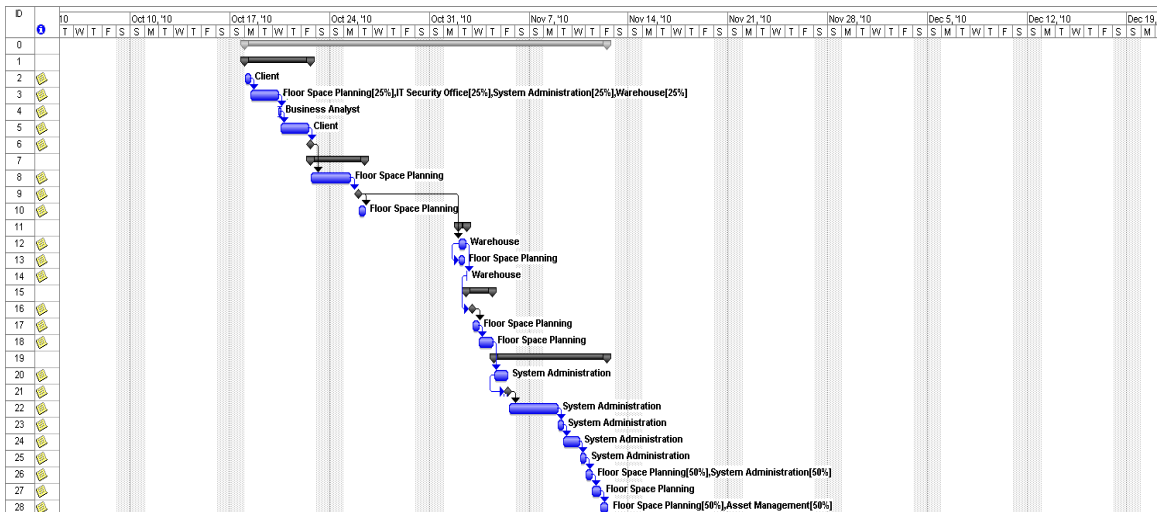 ID 10 Oct 10, '10 Oct 17, '10 Oct 24, '10 Oct 31, '10 Nov 7, '10 Nov 14, '10 Nov 21, '10 Nov 28, '10 Dec 5, '10 Dec 12, '10 Dec 19,
T W T F S S M T W T F S S M T W T F S S M T W T F S S M T W T F S S M T W T F S S M T W T F S S M T W T F S S M T W T F S S M T W T F S S M T W T F S S M
0
1
2 Client
3 Floor Space Planning[25%],IT Security Office[25%],System Administration[25%],Warehouse[25%]
4 Business Analyst
5 Client
6
7
8 Floor Space Planning
9
10 Floor Space Planning
11
12 Warehouse
13 Floor Space Planning
14 Warehouse
15
16
17 Floor Space Planning
18 Floor Space Planning
19
20 System Administration
21
22 System Administration
23 System Administration
24 System Administration
25 System Administration
26 Floor Space Planning[50%],System Administration[50%]
27 Floor Space Planning
28 Floor Space Planning[50%],Asset Management[50%]